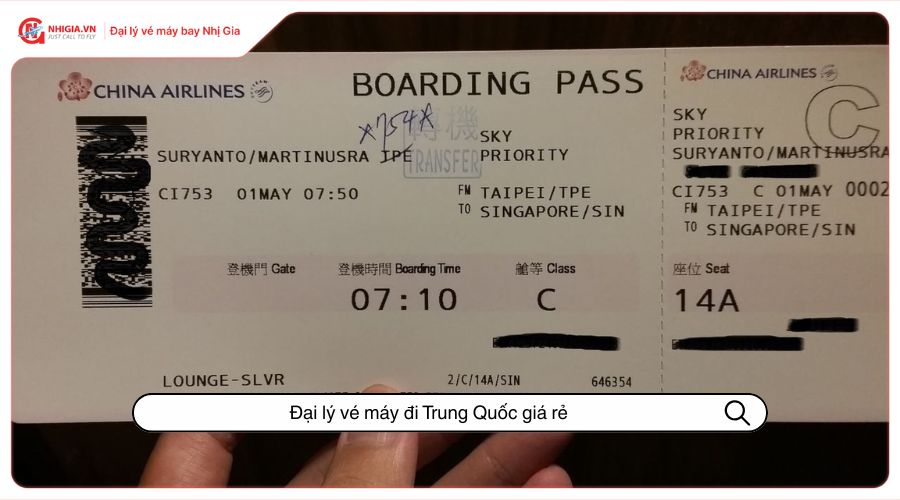 NHIGIA.VN
JUST CALL TO FLY
Đại lý vé máy bay Nhị Gia
CHINA AIRLINES
BOARDING PASS
轉機
TRANSFER
SKY
PRIORITY
SURYANTO/MARTINUSRA TPE
CI753 01MAY 07:50
FM TAIPEI/TPE
TO SINGAPORE/SIN
登機門 Gate
登機時間 Boarding Time
艙等 Class
07:10
C
LOUNGE-SLVR
2/C/14A/SIN
646354
CHINA AIRLINES
C
SKY
PRIORITY
SURYANTO/MARTINUSRA
CI753 C 01MAY 0002
FM TAIPEI/TPE
TO SINGAPORE/SIN
座位 Seat
14A
Đại lý vé máy đi Trung Quốc giá rẻ